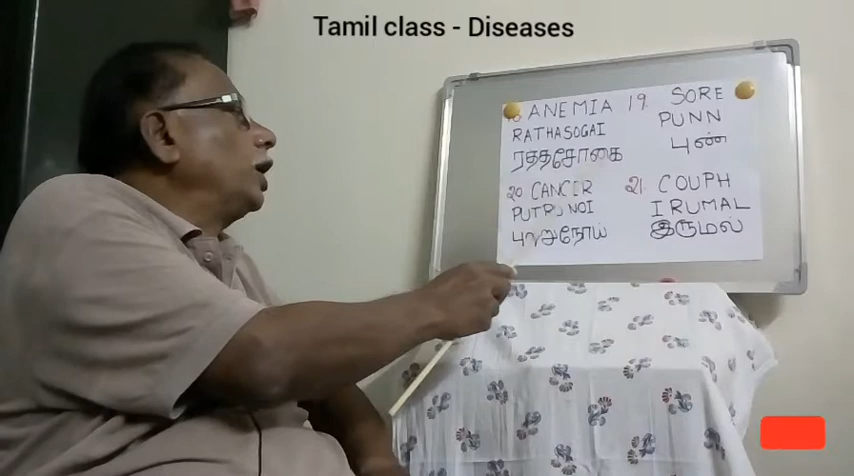 Tamil class - Diseases
ANEMIA
RATHASOGAI
ரத்தசோகை
19. SORE
PUNN
புண்
20 CANCER
PUTRU NOI
21. COUPH
IRUMAL
இருமல்